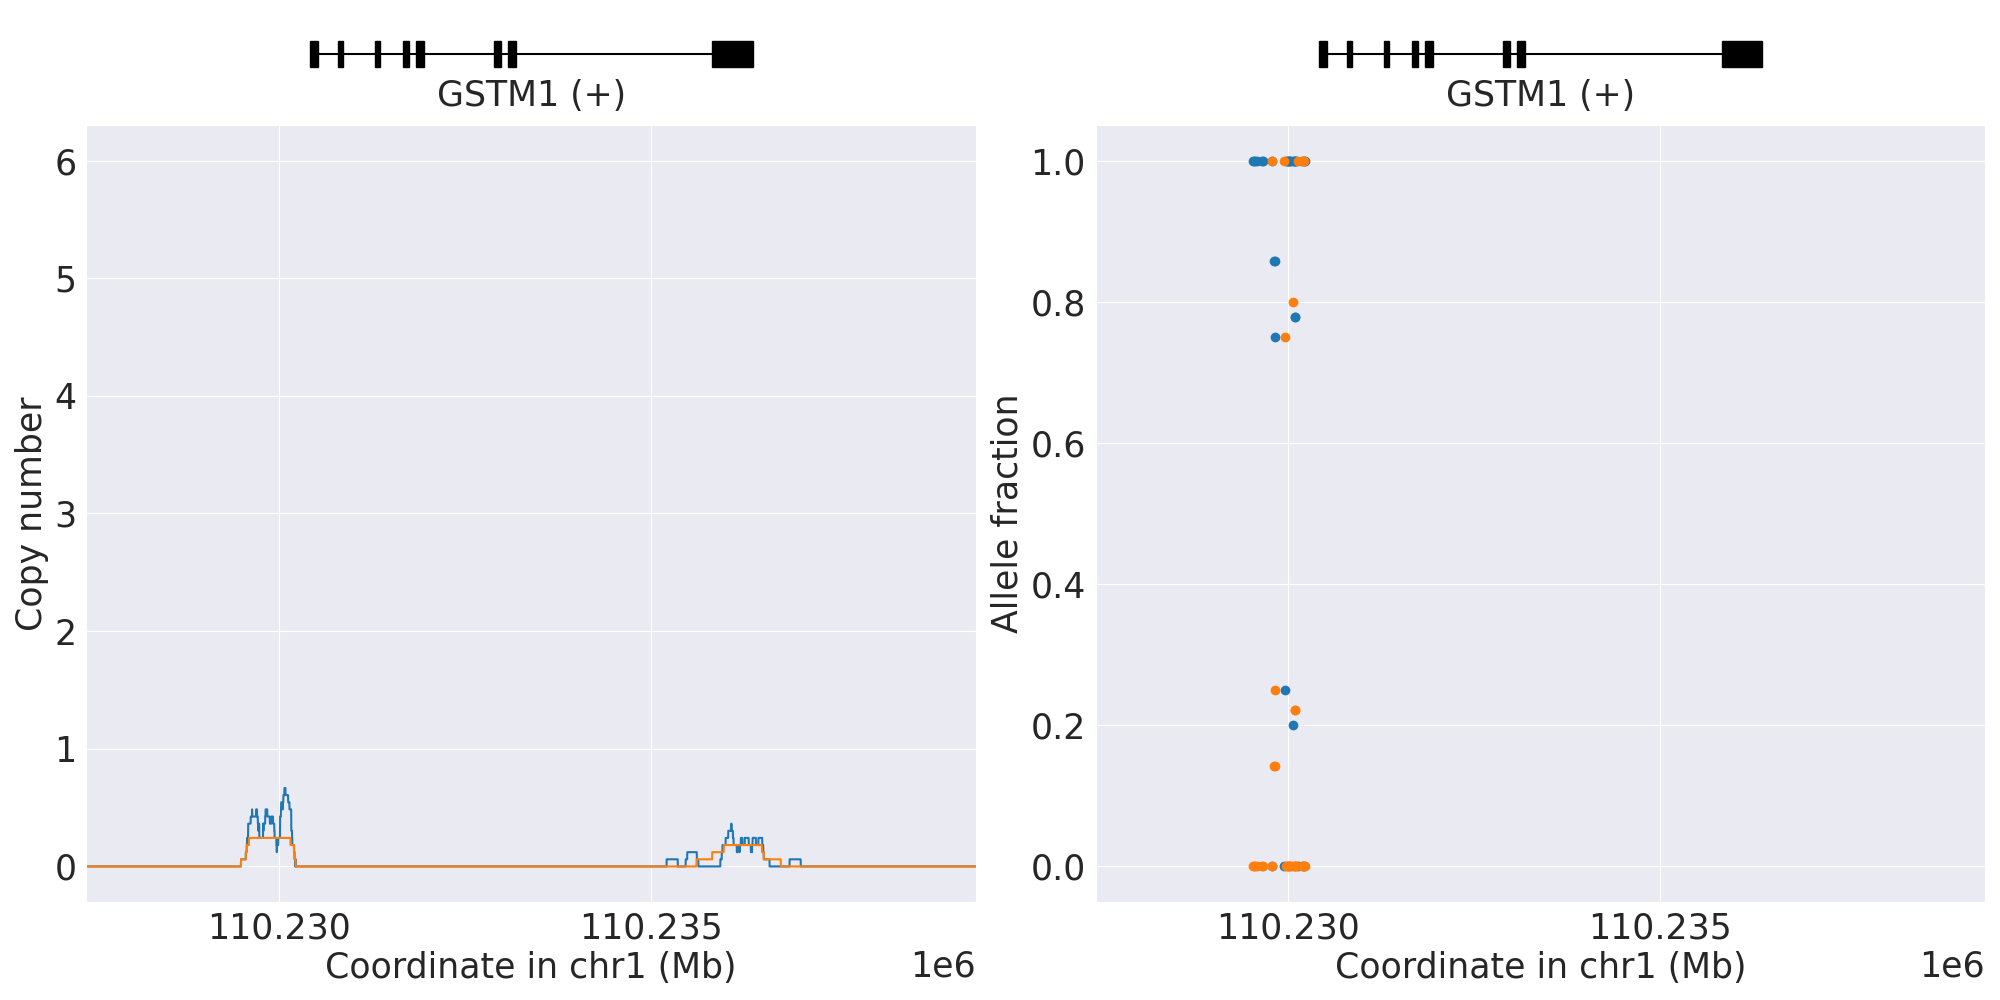 GSTM1 (+)
6
5
4
3
2
1
0
Copy number
110.230
110.235
Coordinate in chr1 (Mb)
1e6
GSTM1 (+)
1.0
0.8
0.6
0.4
0.2
0.0
Allele fraction
110.230
110.235
Coordinate in chr1 (Mb)
1e6